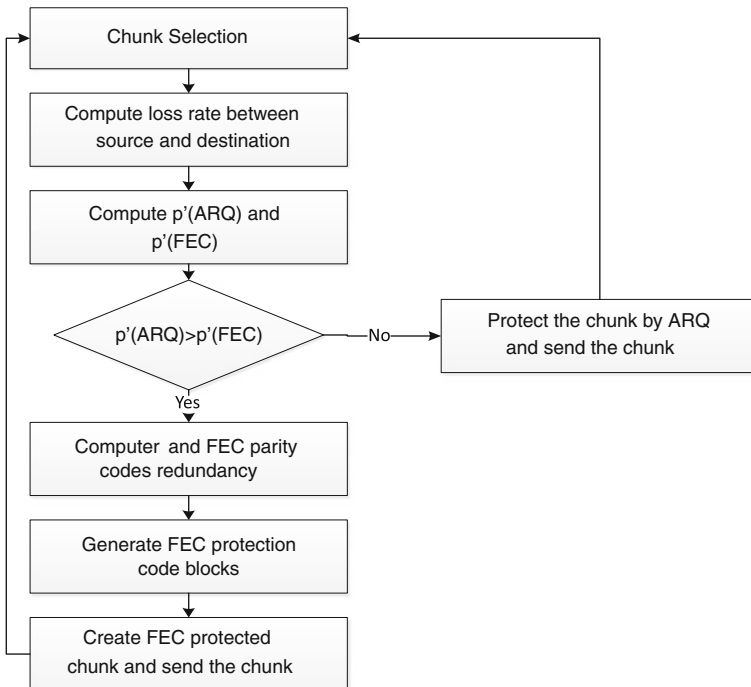 Chunk Selection
Compute loss rate between
source and destination
Compute p'(ARQ) and
p'(FEC)
p'(ARQ)>p'(FEC)
No
Protect the chunk by ARQ
and send the chunk
Yes
Computer and FEC parity
codes redundancy
Generate FEC protection
code blocks
Create FEC protected
chunk and send the chunk